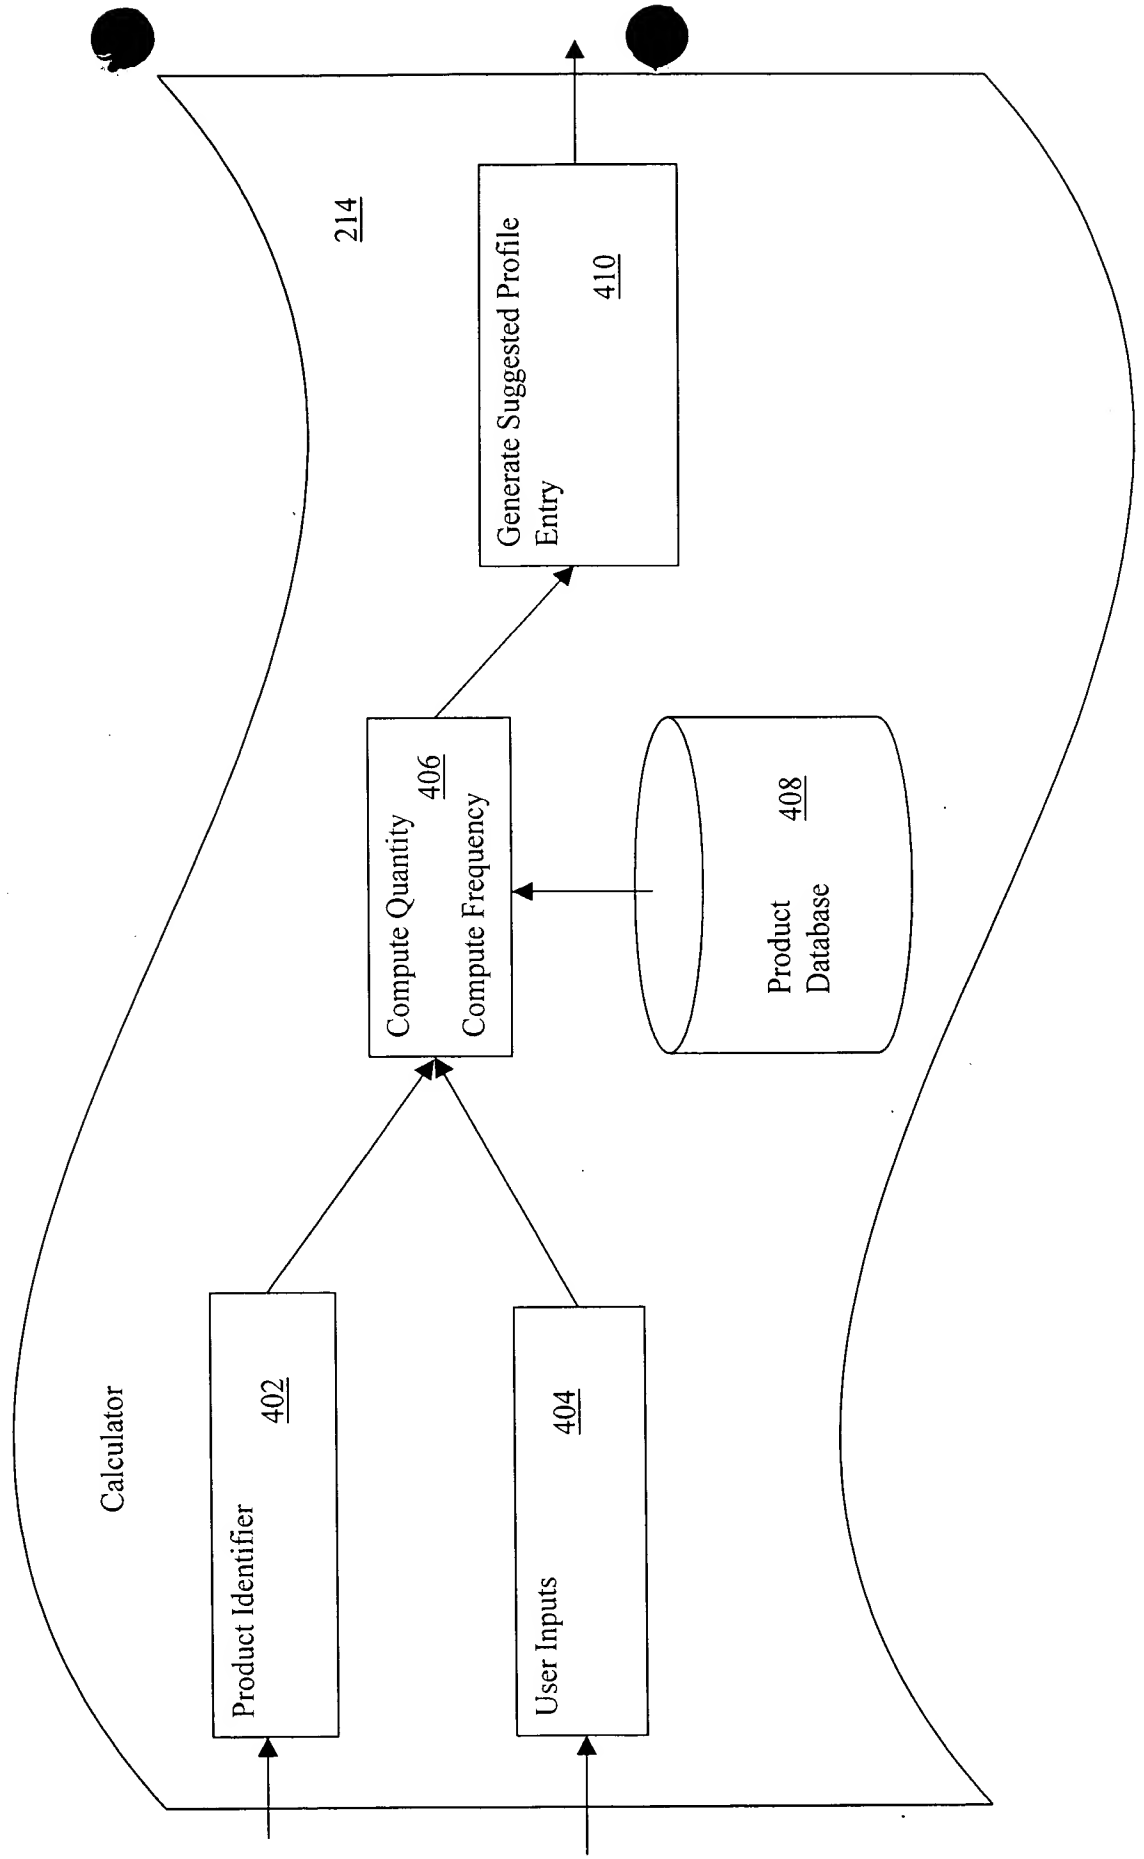 Calculator
214
Product Identifier
402
User Inputs
404
Compute Quantity
406
Compute Frequency
Product
Database
408
Generate Suggested Profile
Entry
410